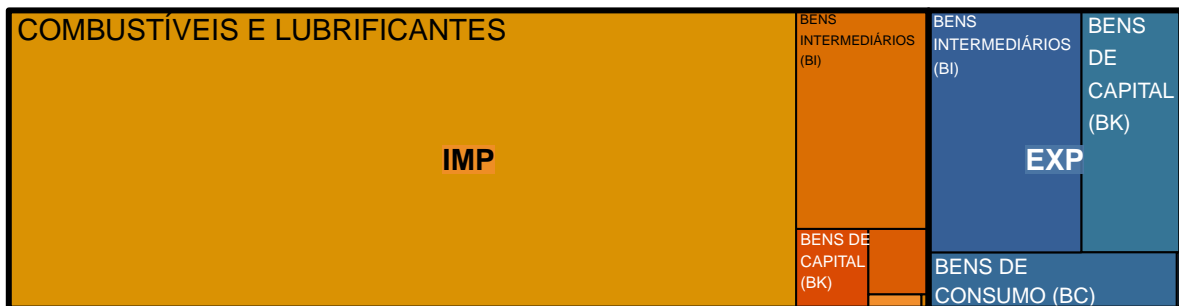 COMBUSTÍVEIS E LUBRIFICANTES
IMP
BENS
INTERMEDIÁRIOS
(BI)
BENS DE
CAPITAL
(BK)
BENS
INTERMEDIÁRIOS
(BI)
BENS
DE
CAPITAL
(BK)
EXP
BENS DE
CONSUMO (BC)